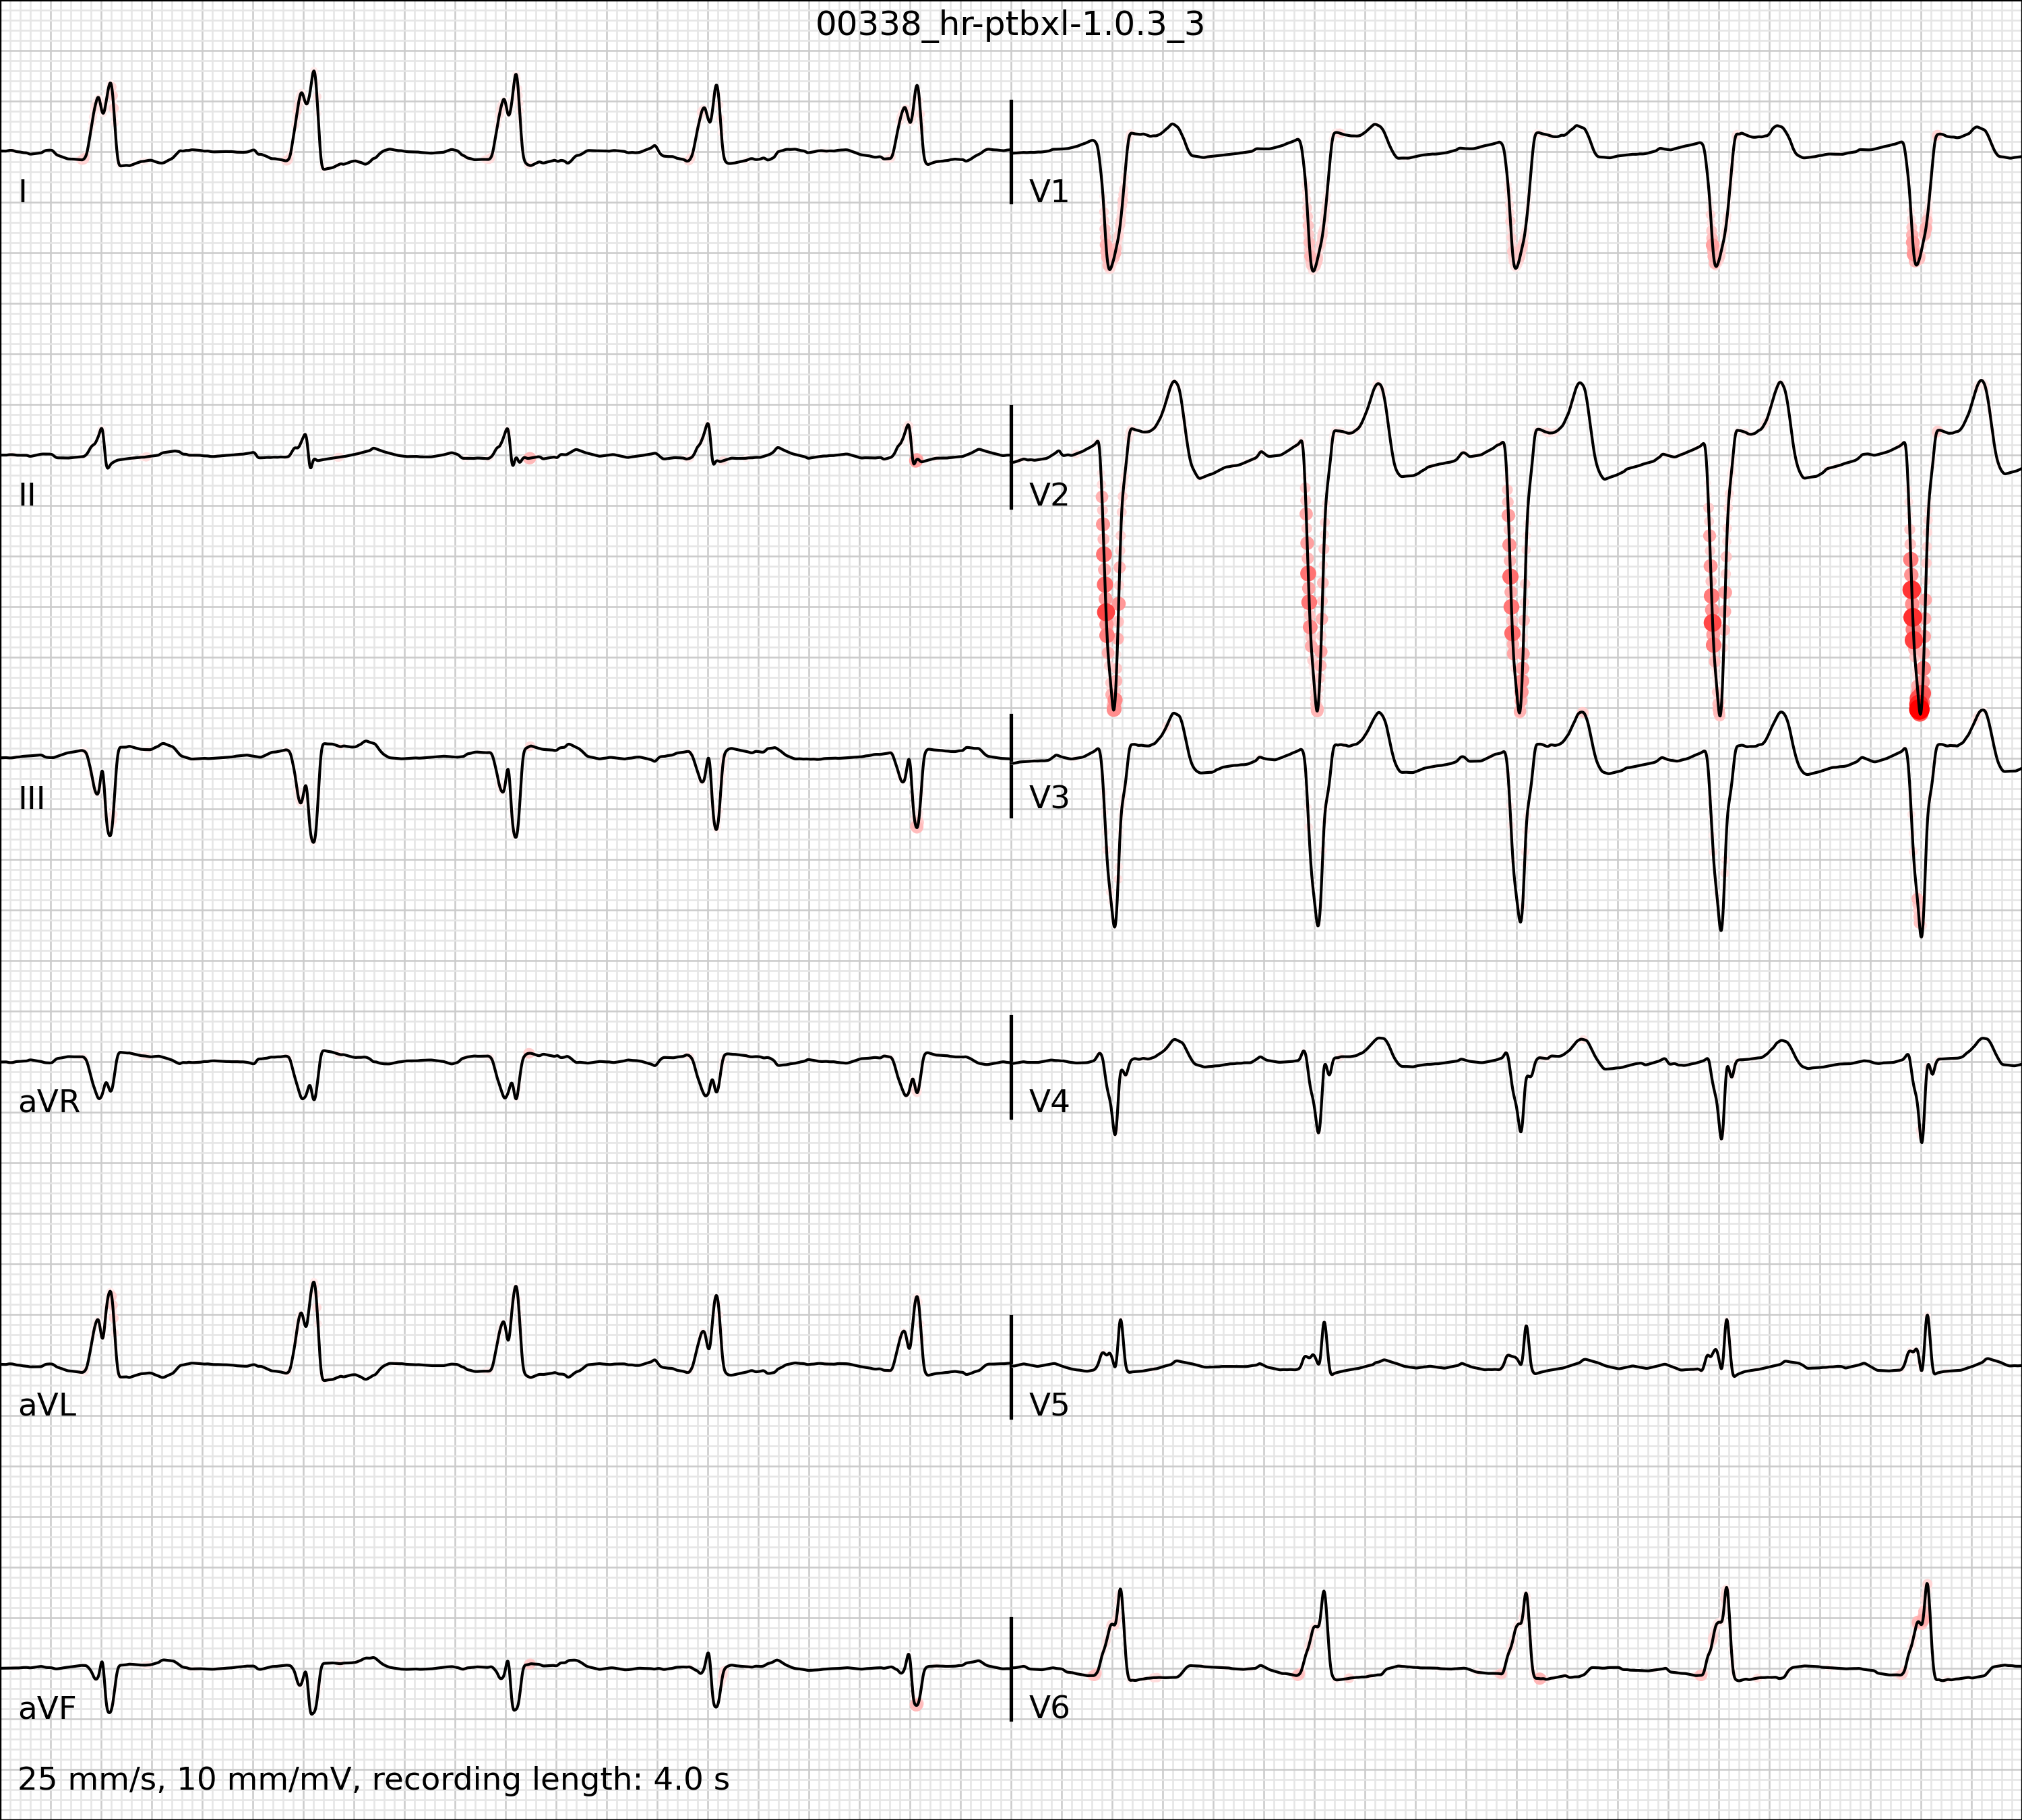 00338_hr-ptbxl-1.0.3_3
I
V1
II
V2
III
V3
aVR
V4
aVL
V5
aVF
V6
25 mm/s, 10 mm/mV, recording length: 4.0 s